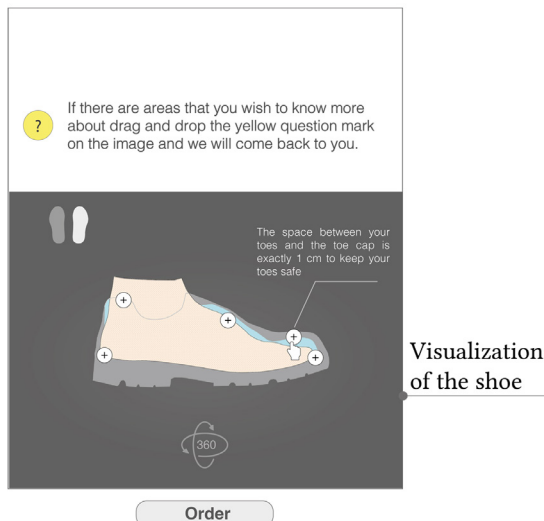 ?
If there are areas that you wish to know more
about drag and drop the yellow question mark
on the image and we will come back to you.
The space between your
toes and the toe cap is
exactly 1 cm to keep your
toes safe
Visualization
of the shoe
360
Order